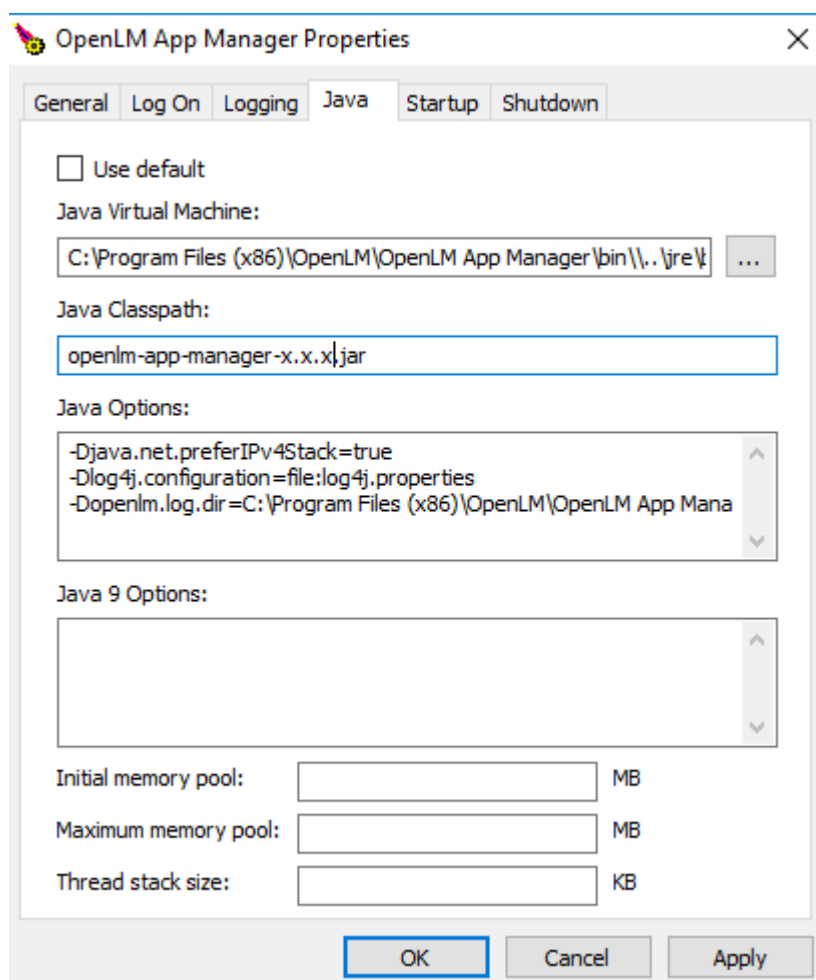 OpenLM App Manager Properties
General Log On Logging Java Startup Shutdown
Use default
Java Virtual Machine:
C:\Program Files (x86)\OpenLM\OpenLM App Manager\bin\\..\jre\
...
Java Classpath:
openlm-app-manager-x.x.x.jar
Java Options:
-Djava.net.preferIPv4Stack=true
-Dlog4j.configuration=file:log4j.properties
-Dopenlm.log.dir=C:\Program Files (x86)\OpenLM\OpenLM App Mana
Java 9 Options:
Initial memory pool: MB
Maximum memory pool: MB
Thread stack size: KB
OK Cancel Apply